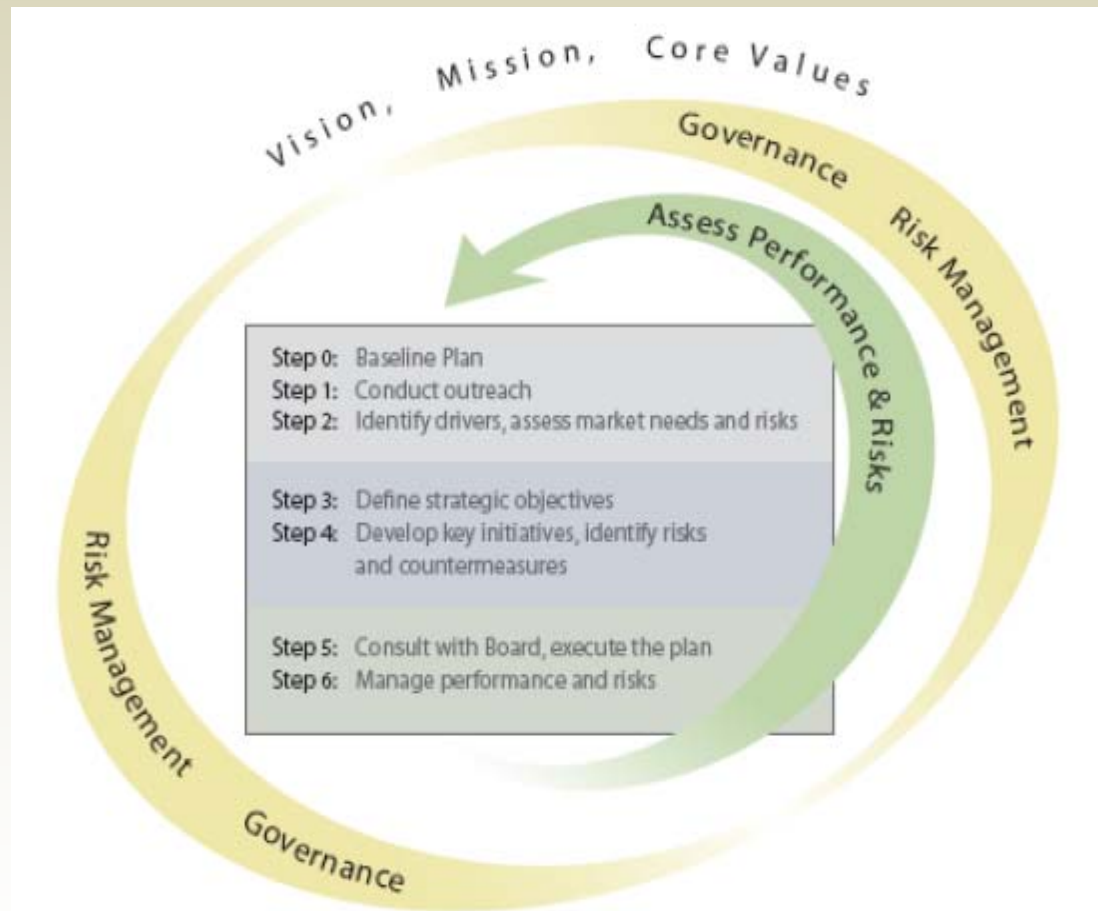 Vision, Mission, Core Values
Governance Risk Management
Assess Performance & Risks
Step 0: Baseline Plan
Step 1: Conduct outreach
Step 2: Identify drivers, assess market needs and risks
Step 3: Define strategic objectives
Step 4: Develop key initiatives, identify risks
and countermeasures
Step 5: Consult with Board, execute the plan
Step 6: Manage performance and risks
Risk Management Governance